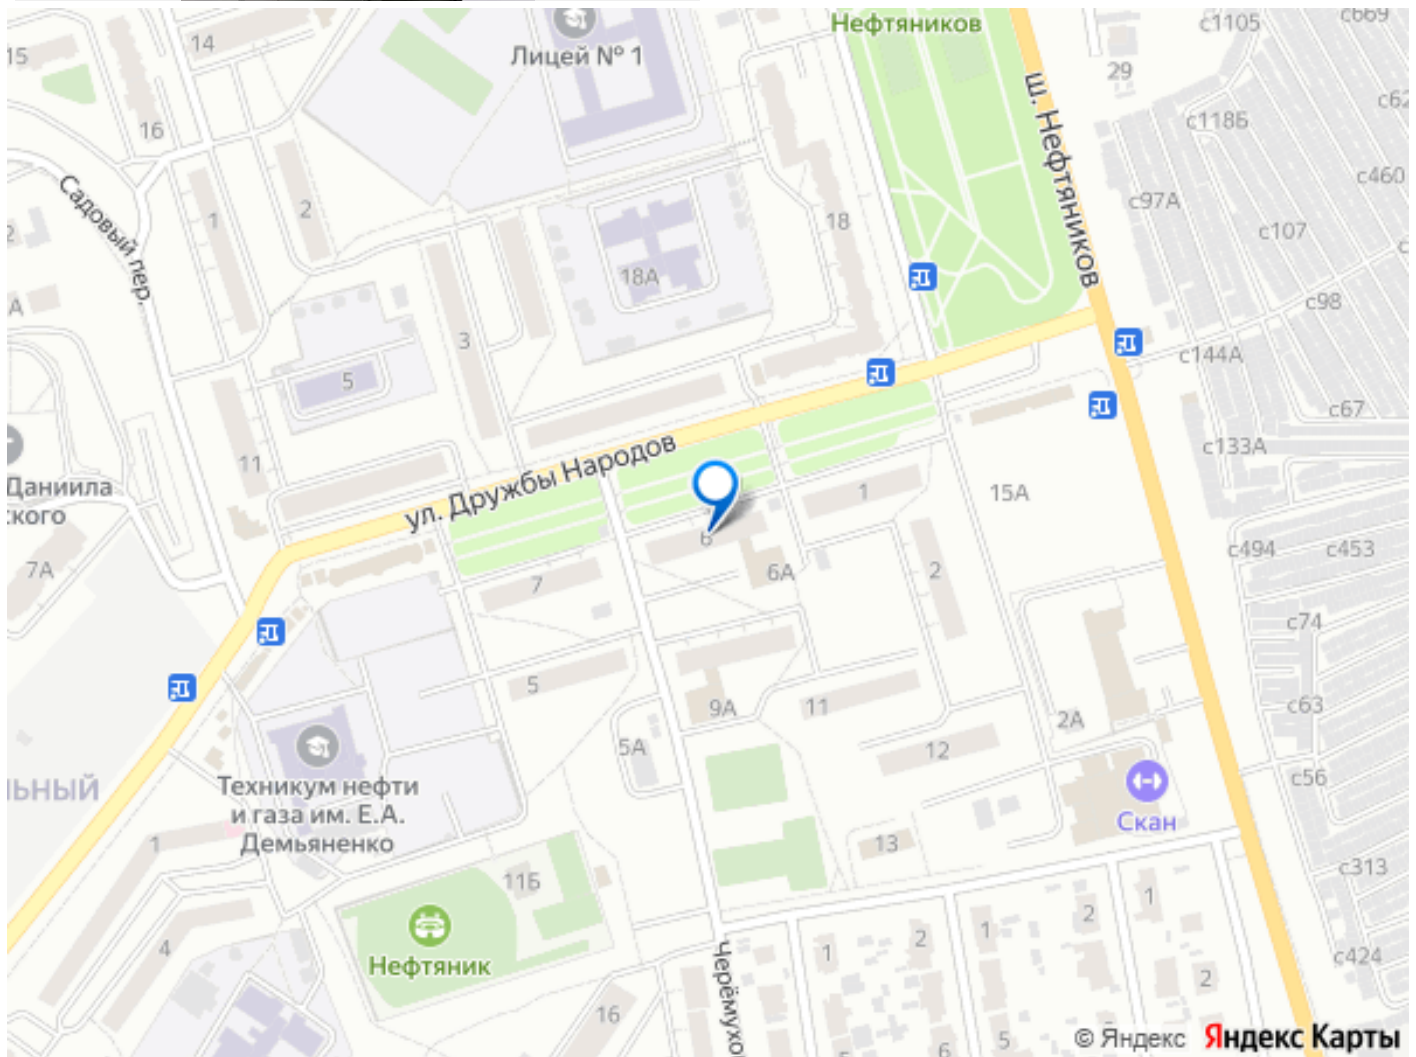 Нефтяников
с1105
с669
14
15
Лицей № 1
29
ш. Нефтяников
с62
16
с118Б
с460
Садовый пер.
1
2
2
18
с97А
с107
18А
А
с98
3
с144А
5
с67
11
с133А
ул. Дружбы Народов
Даниила
ского
1
15А
6
с494
с453
7А
7
6А
2
с74
5
9А
11
с63
2А
5А
12
ьный
с56
Техникум нефти
и газа им. Е.А.
Демьяненко
Скан
1
13
с313
11Б
1
2
1
2
1
4
Нефтяник
Черёмухо
с424
2
16
6
5
© Яндекс Яндекс Карты